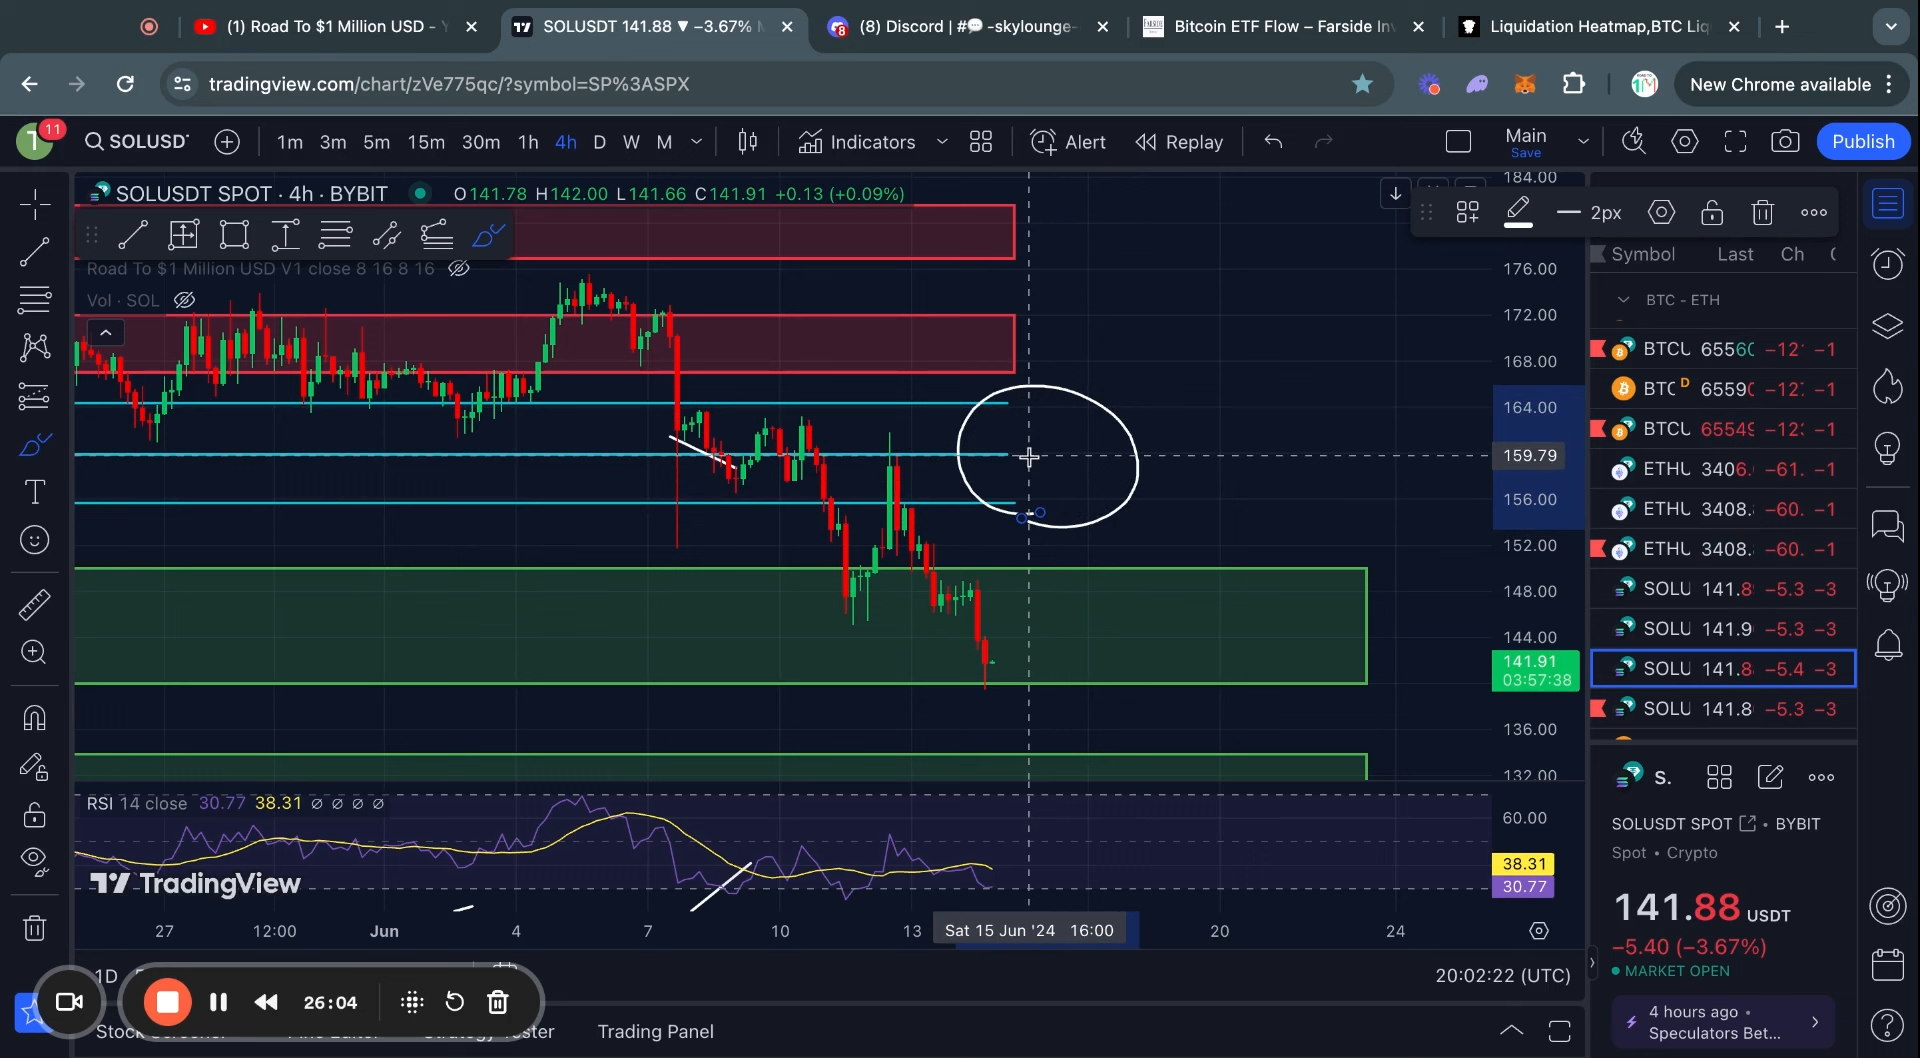 (1) Road To $1 Million USD - Y
SOLUSDT 141.88 ▼ −3.67%
(8) Discord | #💬 -skylounge-
Bitcoin ETF Flow – Farside In
Liquidation Heatmap,BTC Liq
tradingview.com/chart/zVe775qc/?symbol=SP%3ASPX
New Chrome available
T
11
SOLUSD
1m 3m 5m 15m 30m 1h 4h D W M
Indicators
Alert
Replay
Main
Save
Publish
SOLUSDT SPOT · 4h · BYBIT
O141.78 H142.00 L141.66 C141.91 +0.13 (+0.09%)
2px
Road To $1 Million USD V1 close 8 16 8 16
Vol · SOL
184.00
176.00
172.00
168.00
164.00
159.79
156.00
152.00
148.00
144.00
141.91
03:57:38
136.00
132.00
RSI 14 close 30.77 38.31 ∅ ∅ ∅ ∅
60.00
38.31
30.77
TradingView
27 12:00 Jun 4 7 10 13 Sat 15 Jun '24 16:00 20 24
1D
20:02:22 (UTC)
26:04
Trading Panel
Symbol Last Ch
BTC - ETH
BTCU 6556 −12 −1
BTC D 6559 −12 −1
BTCU 6554 −12 −1
ETHU 3406. −61. −1
ETHU 3408. −60. −1
ETHU 3408. −60. −1
SOLU 141.8 −5.3 −3
SOLU 141.9 −5.3 −3
SOLU 141.8 −5.4 −3
SOLU 141.8 −5.3 −3
S.
SOLUSDT SPOT • BYBIT
Spot • Crypto
141.88 USDT
−5.40 (−3.67%)
MARKET OPEN
4 hours ago •
Speculators Bet...